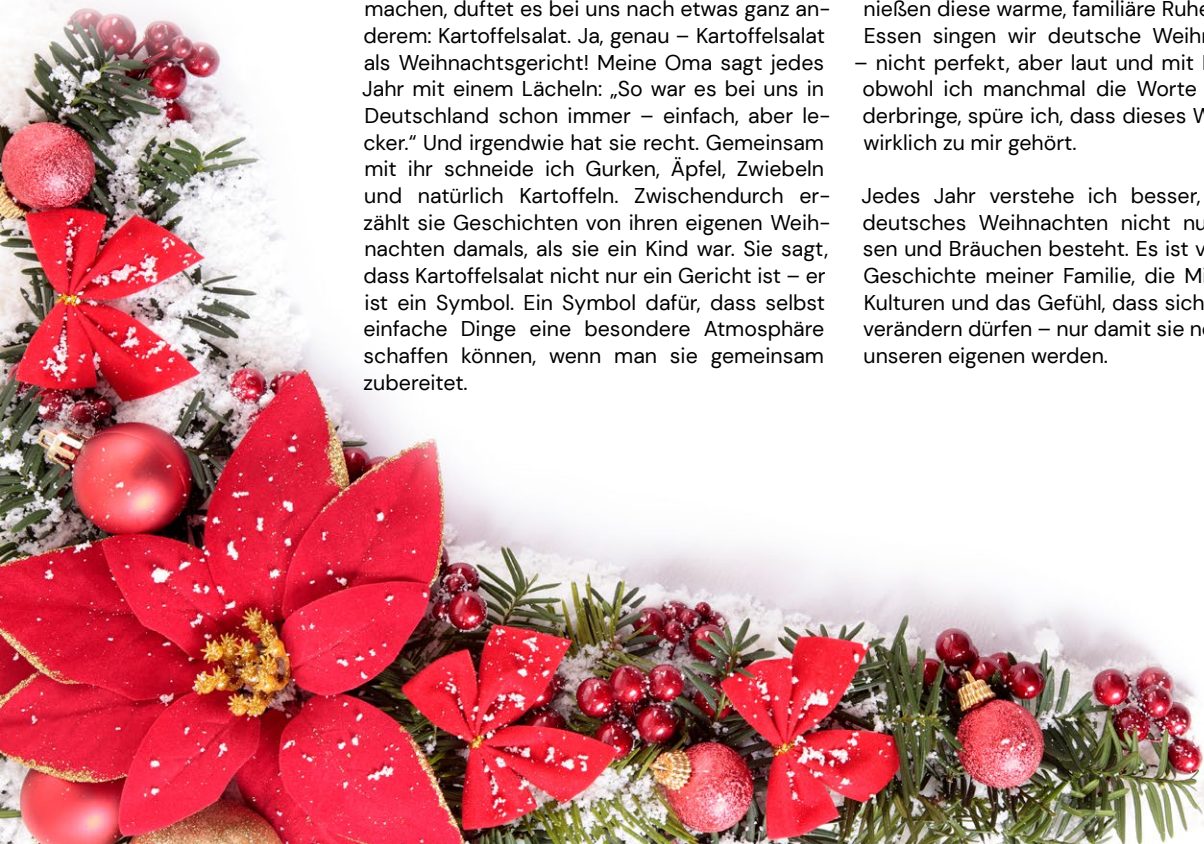 machen, duftet es bei uns nach etwas ganz an-
derem: Kartoffelsalat. Ja, genau – Kartoffelsalat
als Weihnachtsgericht! Meine Oma sagt jedes
Jahr mit einem Lächeln: „So war es bei uns in
Deutschland schon immer – einfach, aber le-
cker.“ Und irgendwie hat sie recht. Gemeinsam
mit ihr schneide ich Gurken, Äpfel, Zwiebeln
und natürlich Kartoffeln. Zwischendurch er-
zählt sie Geschichten von ihren eigenen Weih-
nachten damals, als sie ein Kind war. Sie sagt,
dass Kartoffelsalat nicht nur ein Gericht ist – er
ist ein Symbol. Ein Symbol dafür, dass selbst
einfache Dinge eine besondere Atmosphäre
schaffen können, wenn man sie gemeinsam
zubereitet.
nießen diese warme, familiäre Ruhe
Essen singen wir deutsche Weihn
– nicht perfekt, aber laut und mit
obwohl ich manchmal die Worte
derbringe, spüre ich, dass dieses W
wirklich zu mir gehört.
Jedes Jahr verstehe ich besser,
deutsches Weihnachten nicht nu
sen und Bräuchen besteht. Es ist v
Geschichte meiner Familie, die M
Kulturen und das Gefühl, dass sich
verändern dürfen – nur damit sie n
unseren eigenen werden.